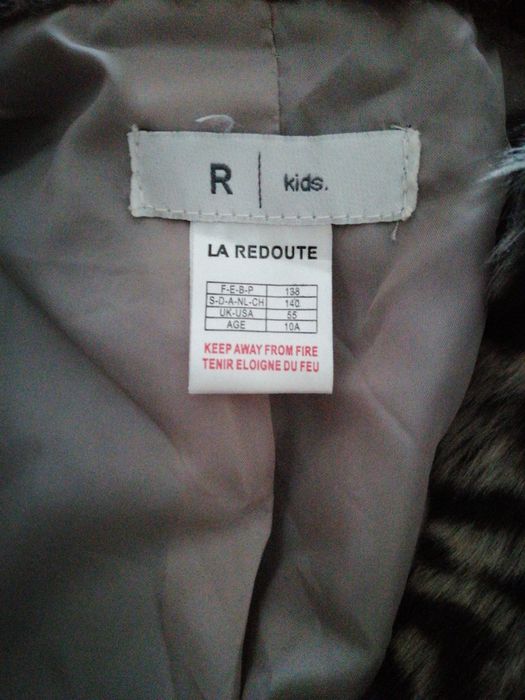 R | kids.
LA REDOUTE
F-E-B-P 138
S-D-A-NL-CH 140
UK-USA 55
AGE 10A
KEEP AWAY FROM FIRE
TENIR ELOIGNE DU FEU